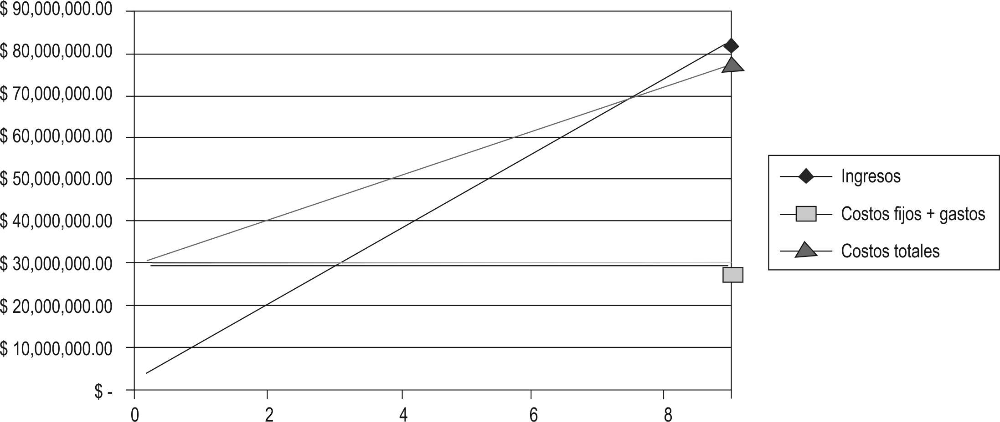 $ 90,000,000.00
$ 80,000,000.00
$ 70,000,000.00
$ 60,000,000.00
$ 50,000,000.00
$ 40,000,000.00
$ 30,000,000.00
$ 20,000,000.00
$ 10,000,000.00
$ -
0 2 4 6 8
Ingresos
Costos fijos + gastos
Costos totales